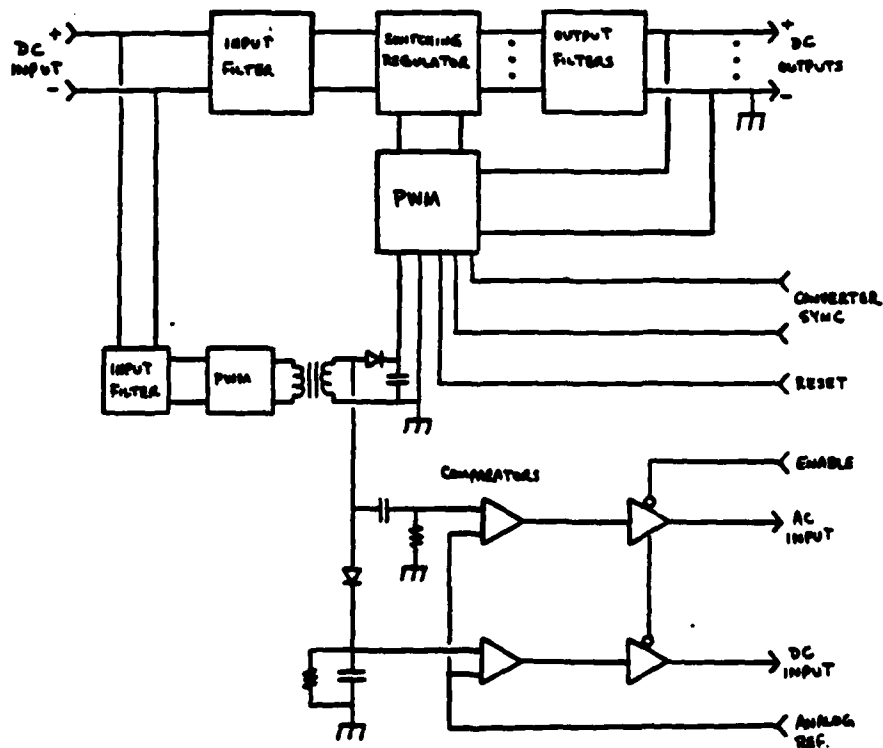 DC
INPUT
+
-
INPUT
FILTER
SWITCHING
REGULATOR
OUTPUT
FILTERS
+
DC
OUTPUTS
-
PWM
CONVERTER
SYNC
INPUT
FILTER
PWM
RESET
COMPARATORS
ENABLE
AC
INPUT
DC
INPUT
ANALOG
REF.